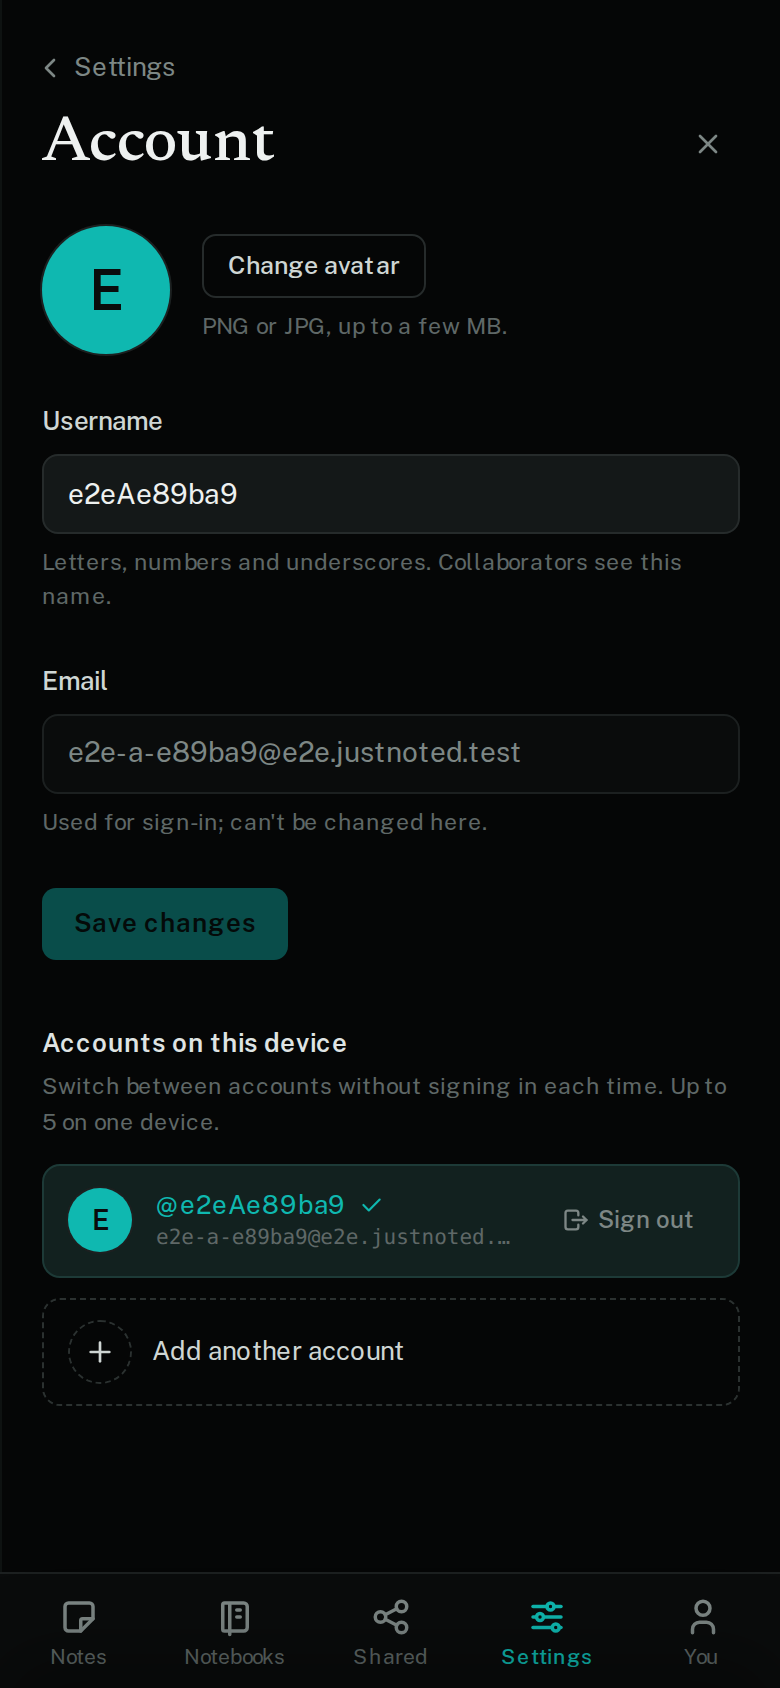 Settings
Account
E
Change avatar
PNG or JPG, up to a few MB.
Username
e2eAe89ba9
Letters, numbers and underscores. Collaborators see this
name.
Email
e2e-a-e89ba9@e2e.justnoted.test
Used for sign-in; can't be changed here.
Save changes
Accounts on this device
Switch between accounts without signing in each time. Up to
5 on one device.
E
@e2eAe89ba9
e2e-a-e89ba9@e2e.justnoted.…
Sign out
Add another account
Notes
Notebooks
Shared
Settings
You